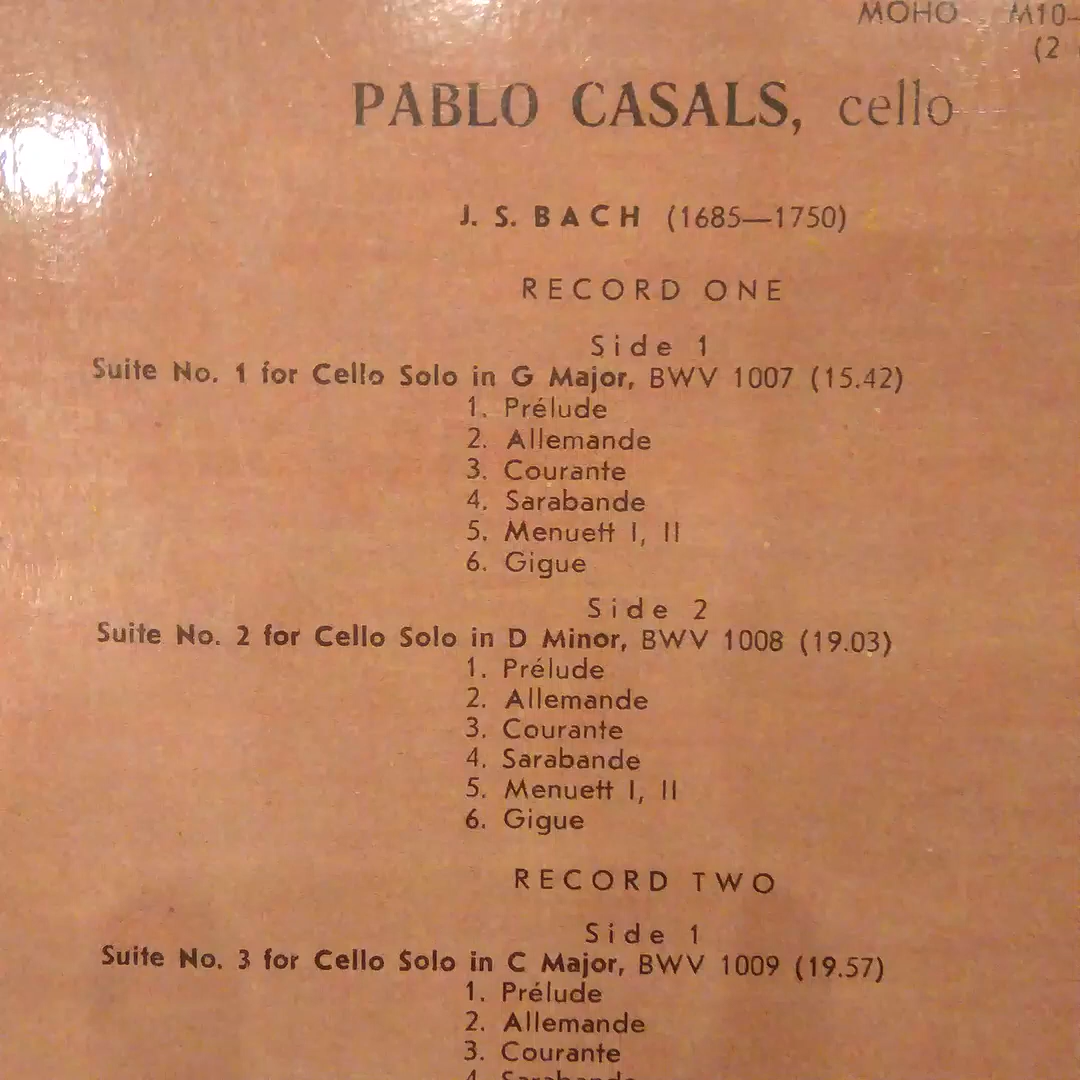 МОНО M10-
(2
PABLO CASALS, cello
J. S. BACH (1685—1750)
RECORD ONE
Side 1
Suite No. 1 for Cello Solo in G Major, BWV 1007 (15.42)
1. Prélude
2. Allemande
3. Courante
4. Sarabande
5. Menuett I, II
6. Gigue
Side 2
Suite No. 2 for Cello Solo in D Minor, BWV 1008 (19.03)
1. Prélude
2. Allemande
3. Courante
4. Sarabande
5. Menuett I, II
6. Gigue
RECORD TWO
Side 1
Suite No. 3 for Cello Solo in C Major, BWV 1009 (19.57)
1. Prélude
2. Allemande
3. Courante
4. Sarabande